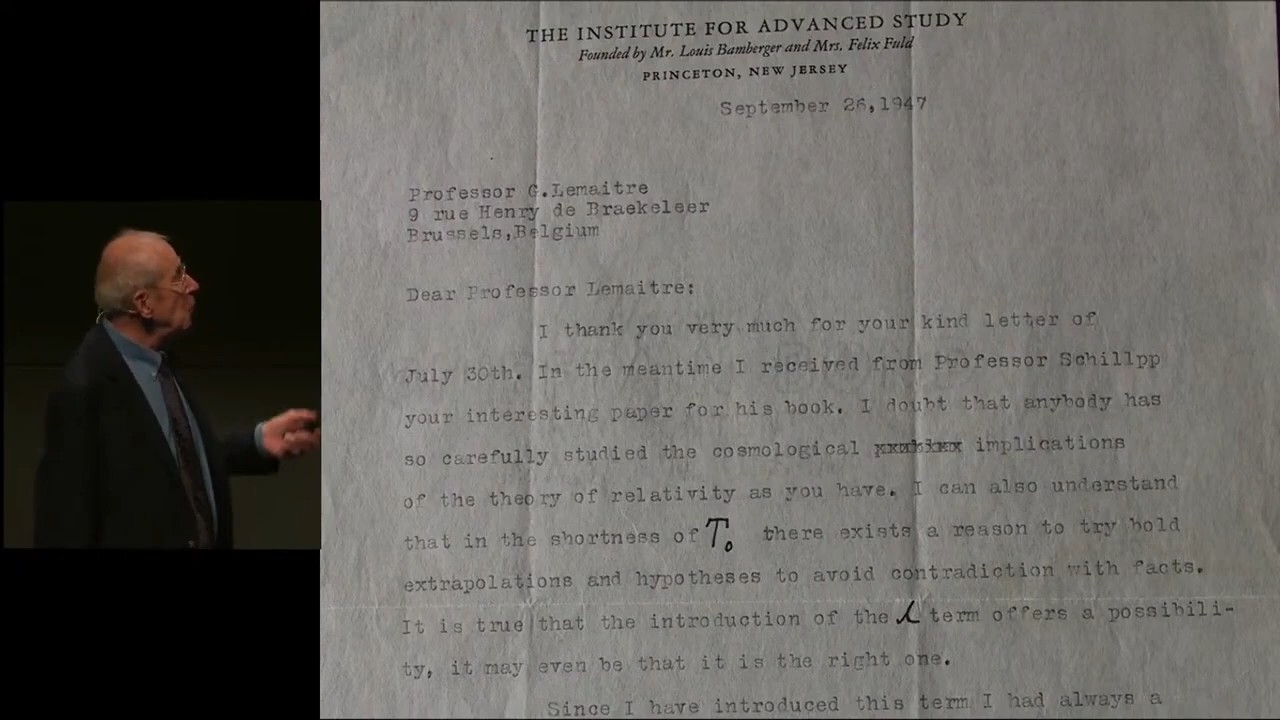 THE INSTITUTE FOR ADVANCED STUDY
Founded by Mr. Louis Bamberger and Mrs. Felix Fuld
PRINCETON, NEW JERSEY
September 26,1947
Professor G.Lemaitre
9 rue Henry de Braekeleer
Brussels,Belgium
Dear Professor Lemaitre:
I thank you very much for your kind letter of
July 30th. In the meantime I received from Professor Schillpp
your interesting paper for his book. I doubt that anybody has
so carefully studied the cosmological implications
of the theory of relativity as you have. I can also understand
that in the shortness of T₀ there exists a reason to try bold
extrapolations and hypotheses to avoid contradiction with facts.
It is true that the introduction of the λ term offers a possibili-
ty, it may even be that it is the right one.
Since I have introduced this term I had always a